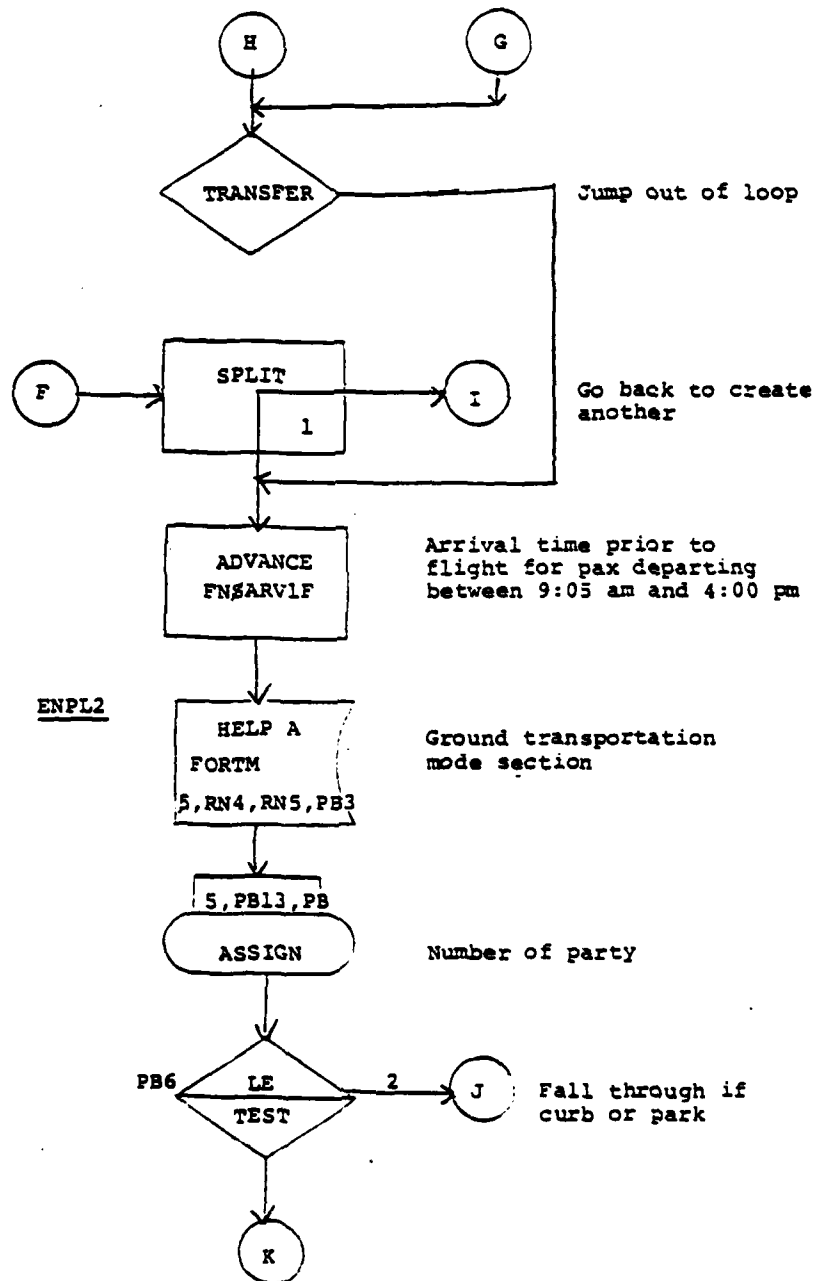 H
G
TRANSFER
Jump out of loop
SPLIT
F
I
1
Go back to create
another
ADVANCE
FN$ARV1F
Arrival time prior to
flight for pax departing
between 9:05 am and 4:00 pm
ENPL2
HELP A
FORTM
5,RN4,RN5,PB3
Ground transportation
mode section
5,PB13,PB
ASSIGN
Number of party
PB6
LE
2
TEST
J
Fall through if
curb or park
K